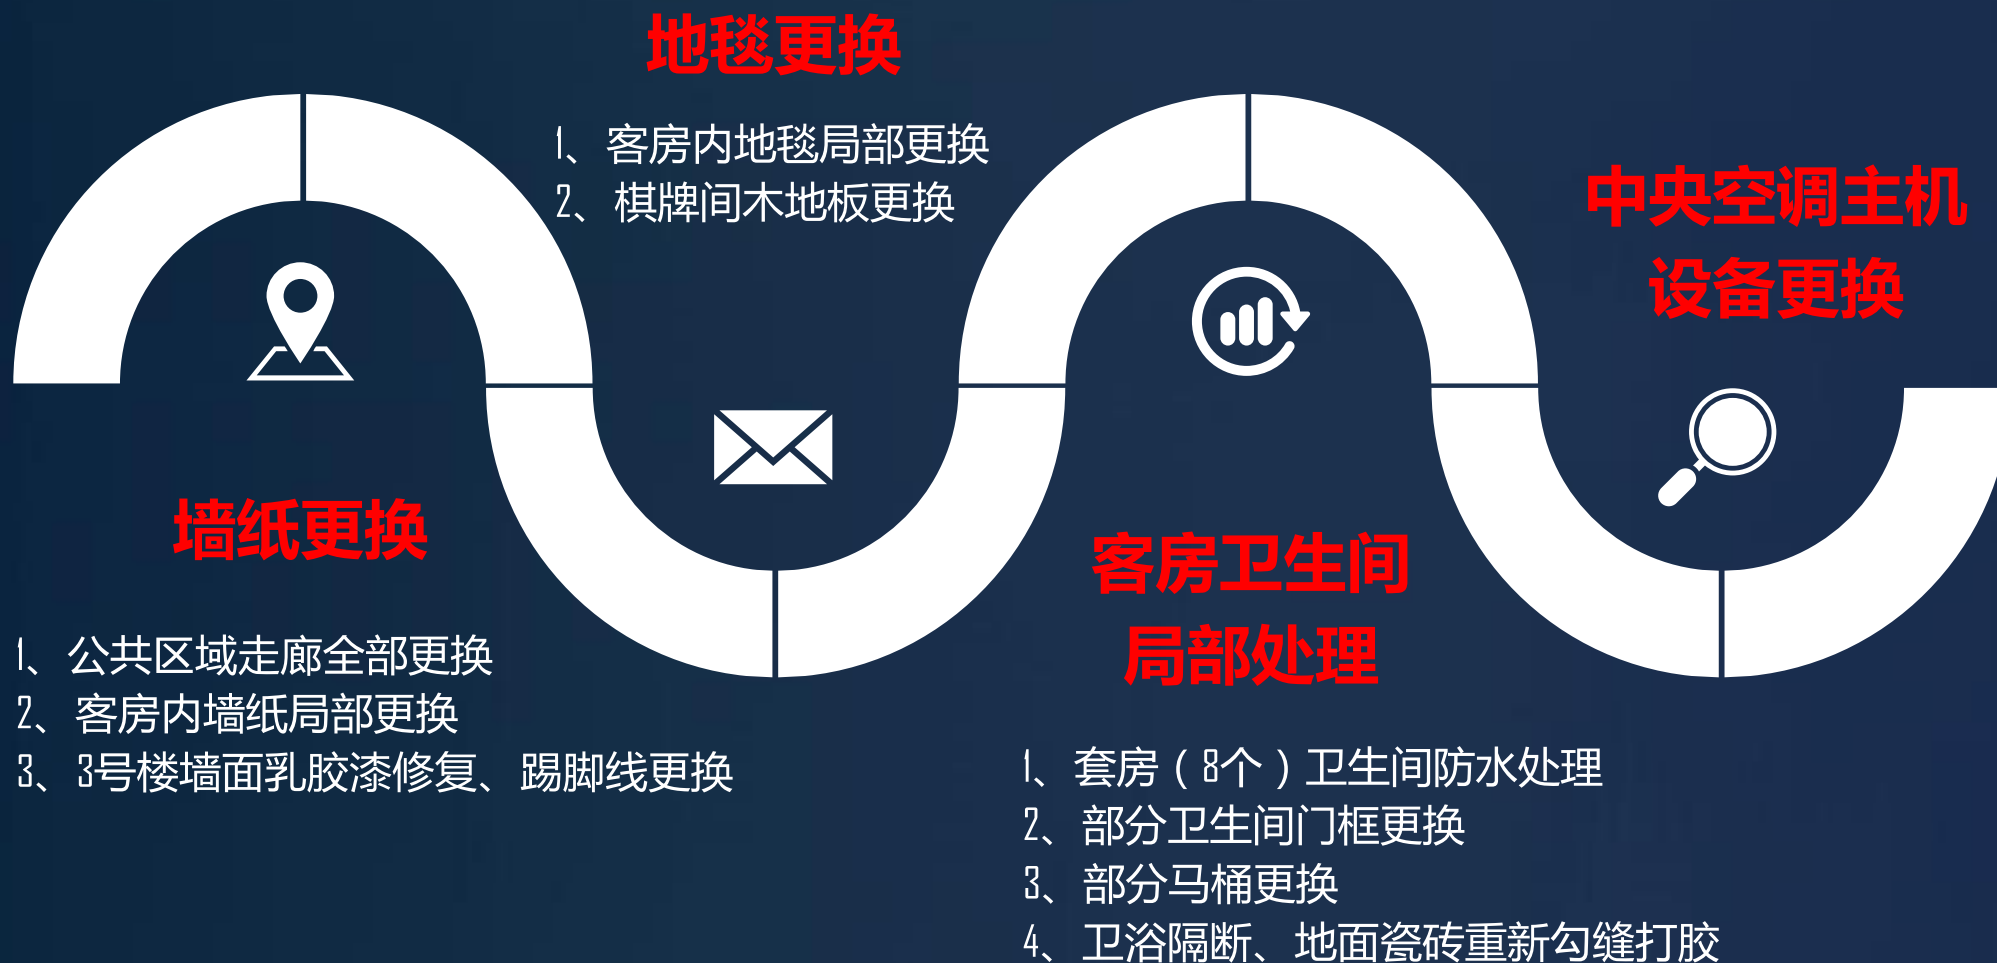 地毯更换
1、客房内地毯局部更换
2、棋牌间木地板更换
中央空调主机
设备更换
墙纸更换
1、公共区域走廊全部更换
2、客房内墙纸局部更换
3、3号楼墙面乳胶漆修复、踢脚线更换
客房卫生间
局部处理
1、套房（8个）卫生间防水处理
2、部分卫生间门框更换
3、部分马桶更换
4、卫浴隔断、地面瓷砖重新勾缝打胶